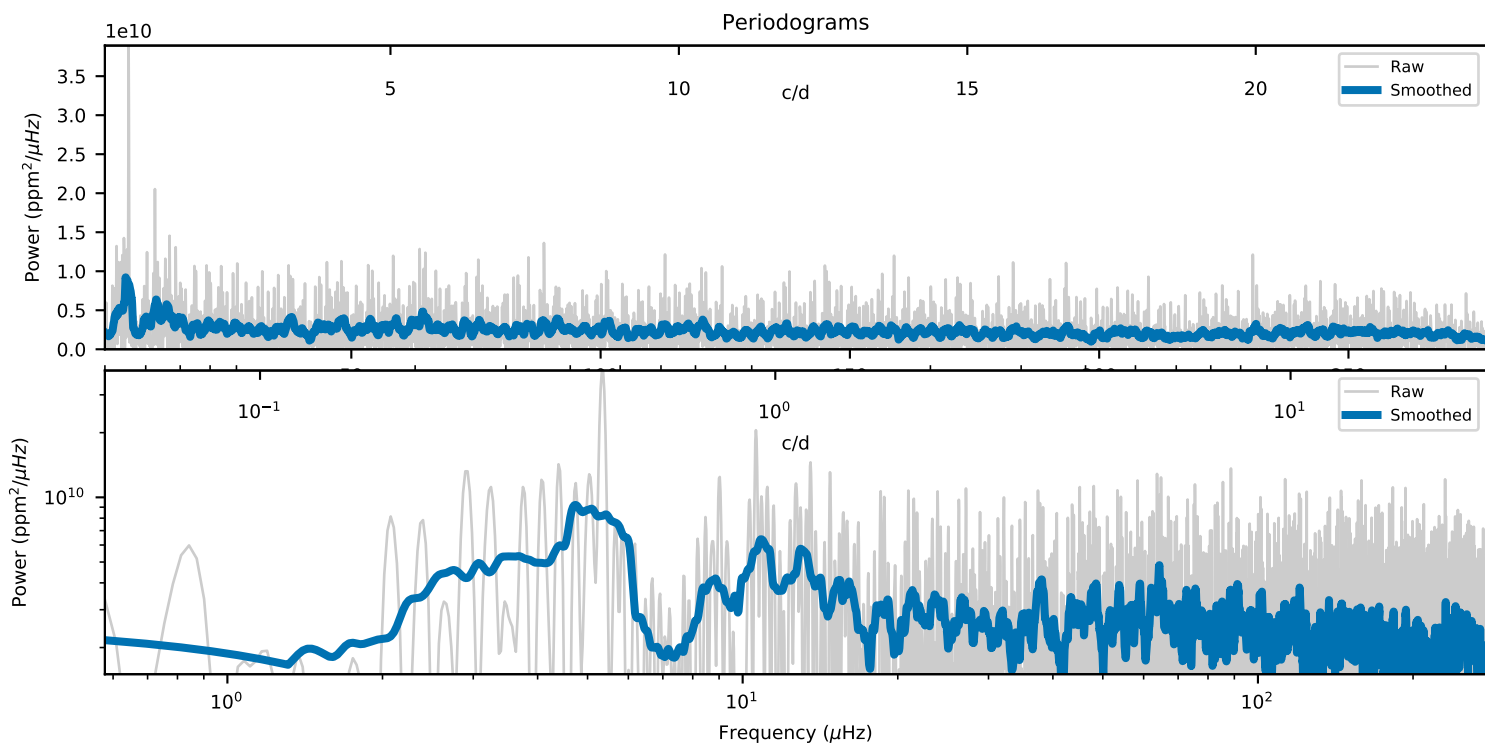 Periodograms
1e10
Power (ppm²/μHz)
3.5
3.0
2.5
2.0
1.5
1.0
0.5
0.0
5
10
15
20
c/d
Raw
Smoothed
Power (ppm²/μHz)
10¹⁰
10⁻¹
10⁰
10¹
c/d
Raw
Smoothed
10⁰
10¹
10²
Frequency (μHz)